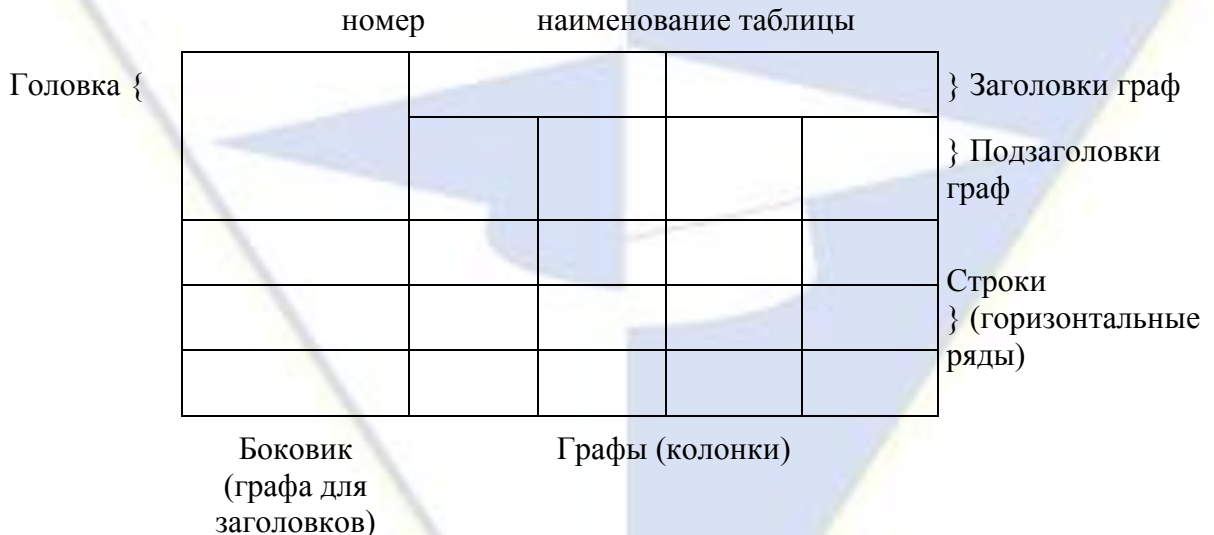 номер наименование таблицы
Головка {
} Заголовки граф
} Подзаголовки
граф
Строки
} (горизонтальные
ряды)
Боковик
(графа для
заголовков)
Графы (колонки)